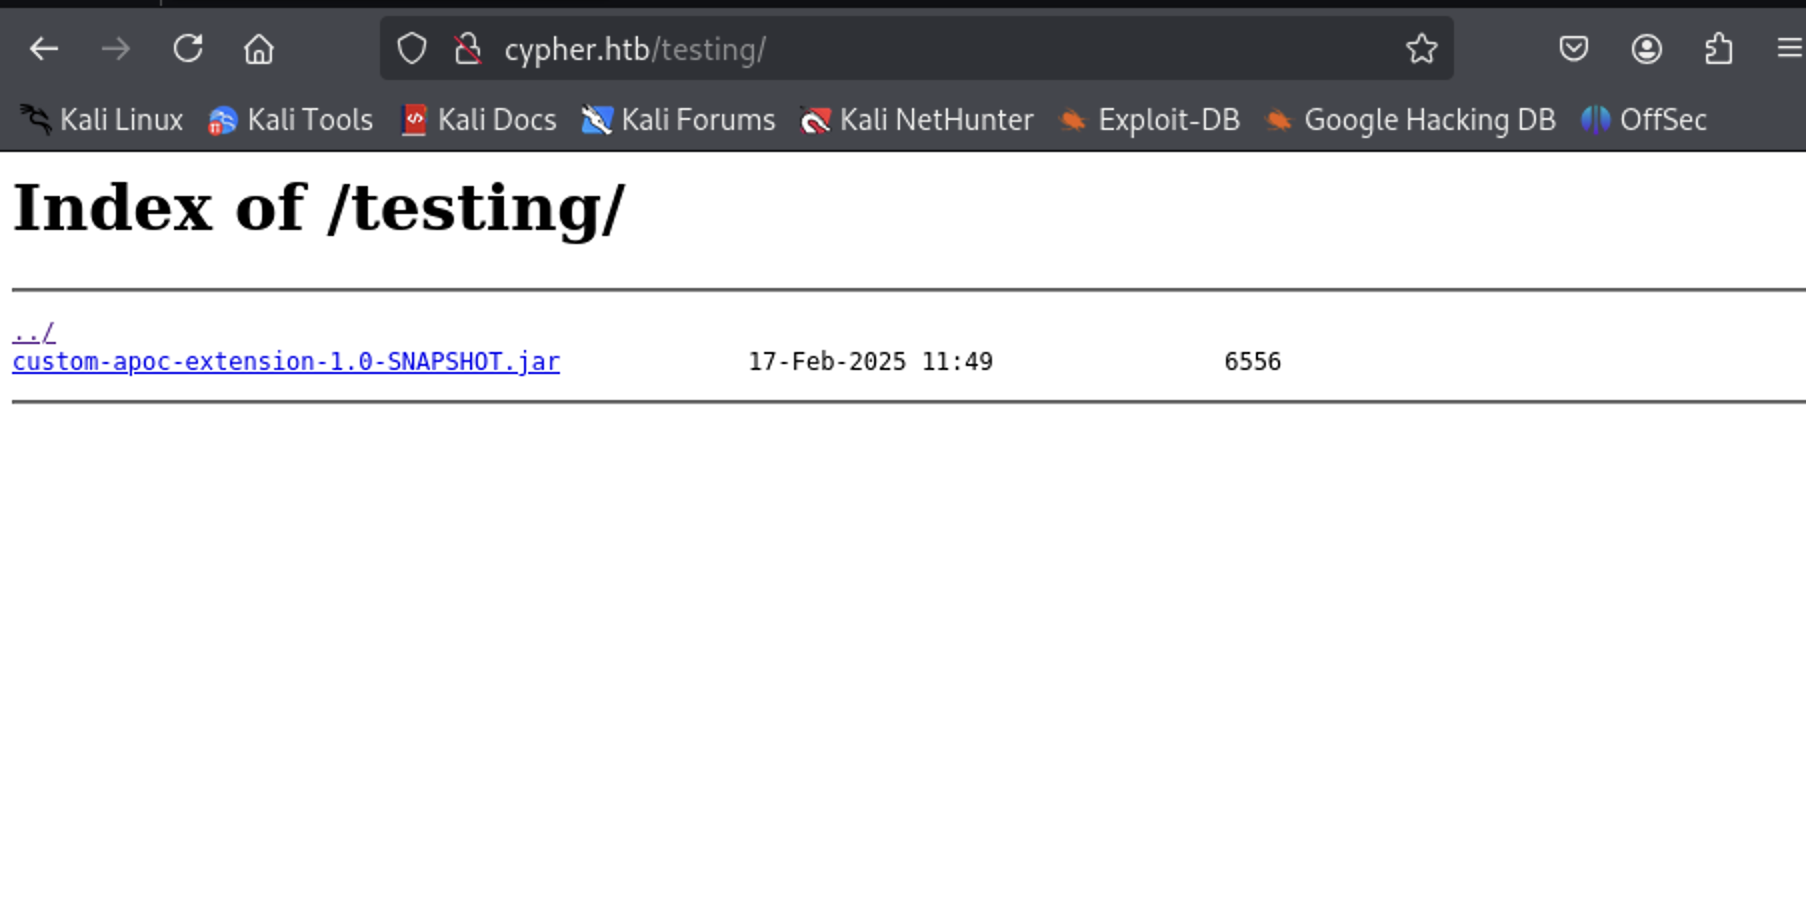 cypher.htb/testing/
Kali Linux Kali Tools Kali Docs Kali Forums Kali NetHunter Exploit-DB Google Hacking DB OffSec
Index of /testing/
../
custom-apoc-extension-1.0-SNAPSHOT.jar 17-Feb-2025 11:49 6556